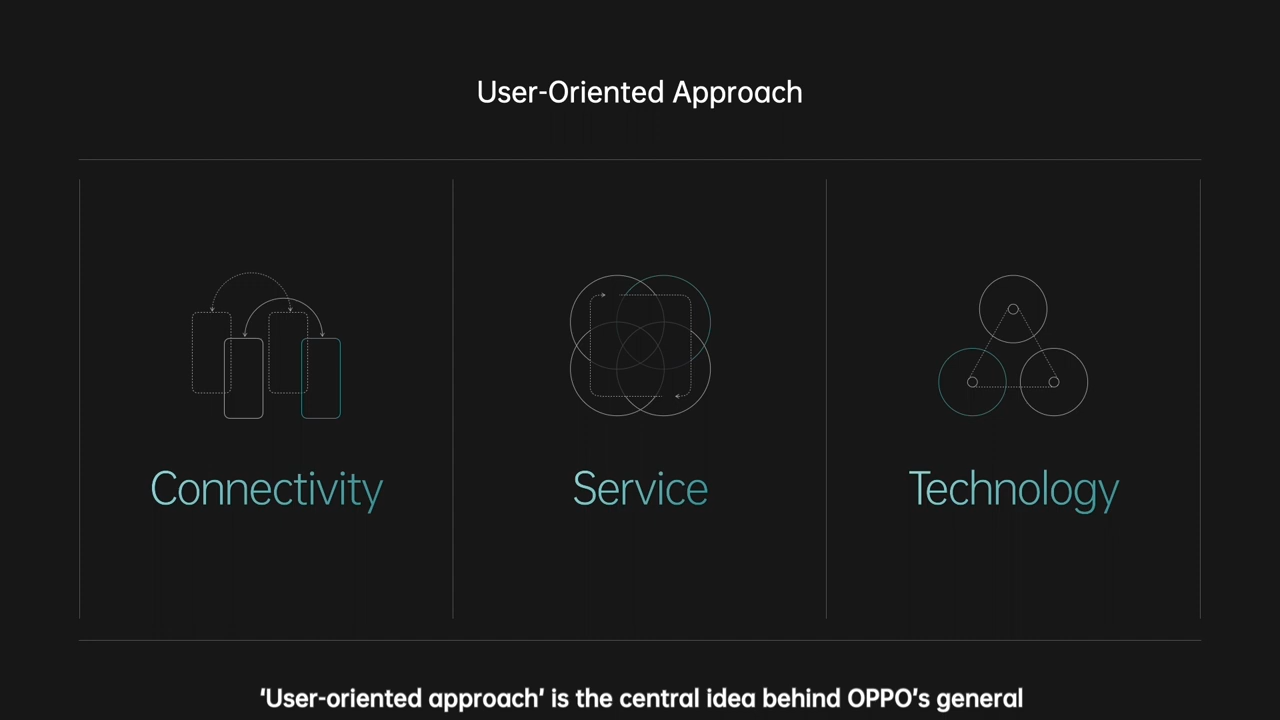 User-Oriented Approach
Connectivity
Service
Technology
‘User-oriented approach’ is the central idea behind OPPO’s general